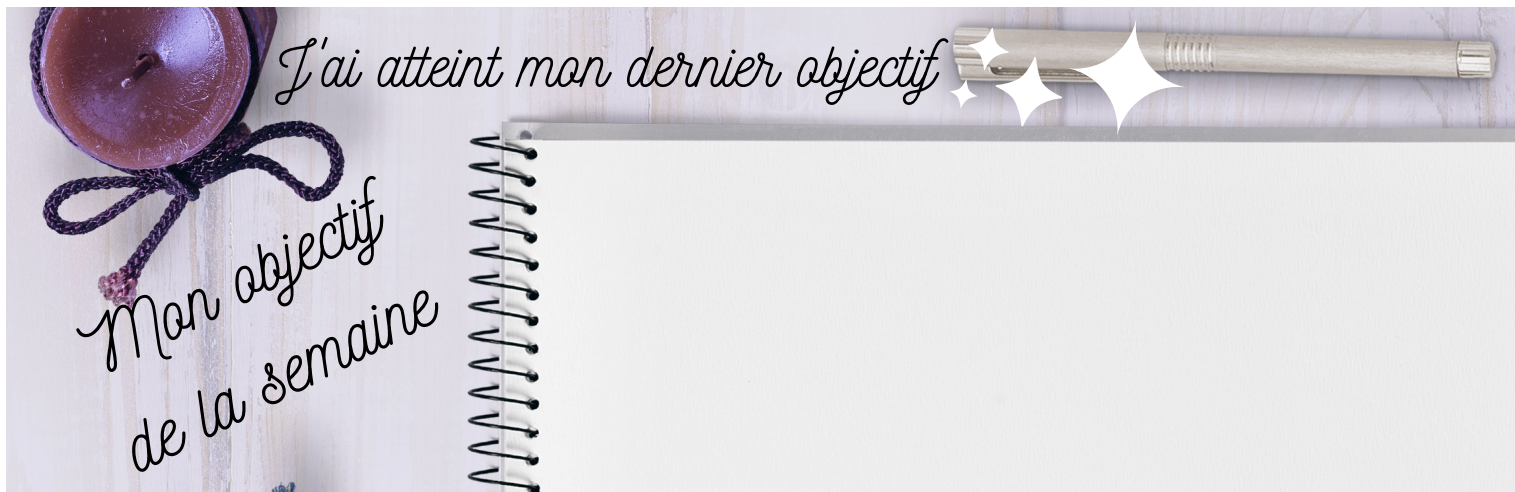 J'ai atteint mon dernier objectif
Mon objectif
de la semaine